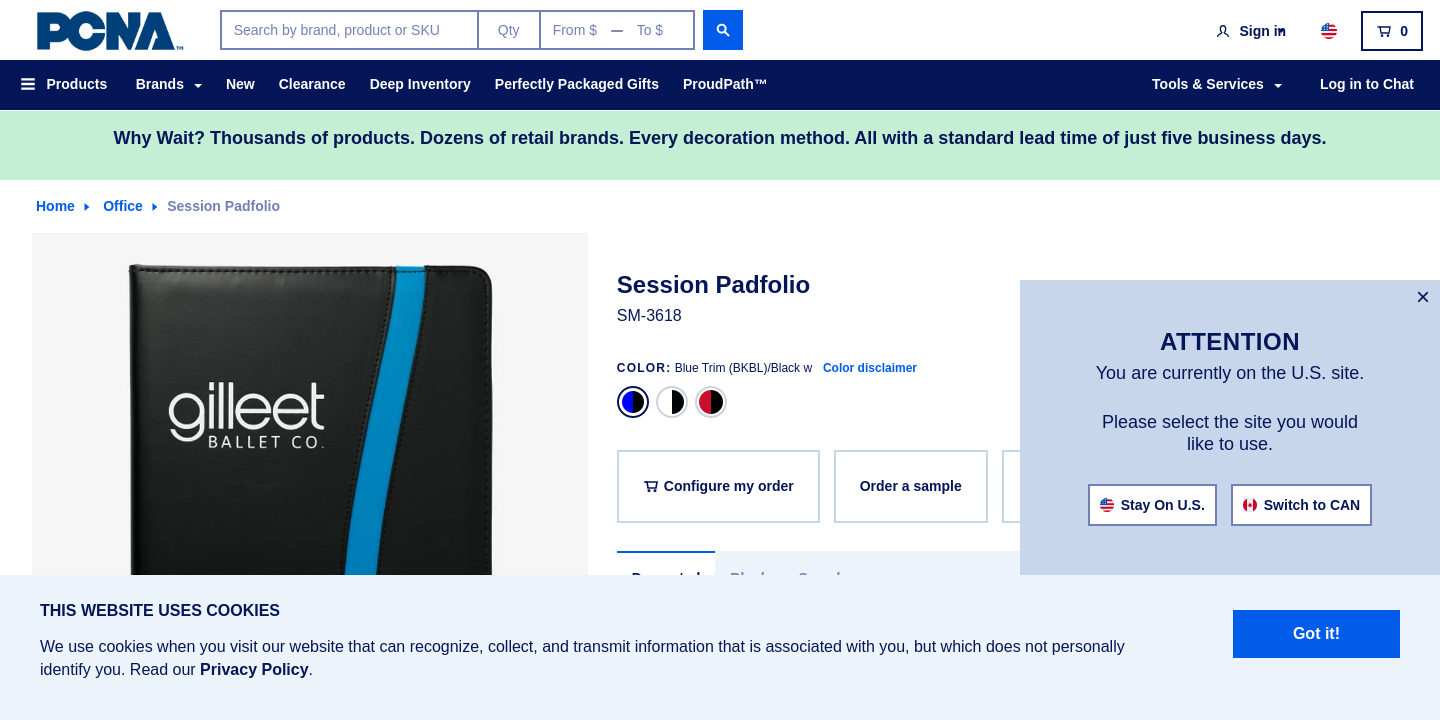 PCNA™
Search by brand, product or SKU
Qty
From $ — To $
Sign in
0
Products
Brands
New
Clearance
Deep Inventory
Perfectly Packaged Gifts
ProudPath™
Tools & Services
Log in to Chat
Why Wait? Thousands of products. Dozens of retail brands. Every decoration method. All with a standard lead time of just five business days.
Home
Office
Session Padfolio
gilleet
BALLET CO.
Session Padfolio
SM-3618
COLOR: Blue Trim (BKBL)/Black w Color disclaimer
Configure my order
Order a sample
×
ATTENTION
You are currently on the U.S. site.
Please select the site you would
like to use.
Stay On U.S.
Switch to CAN
THIS WEBSITE USES COOKIES
We use cookies when you visit our website that can recognize, collect, and transmit information that is associated with you, but which does not personally
identify you. Read our Privacy Policy.
Got it!